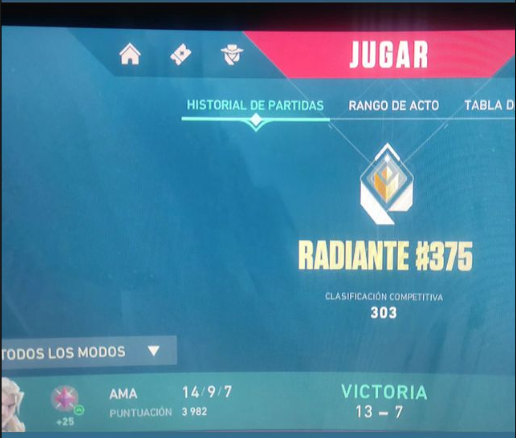 JUGAR
HISTORIAL DE PARTIDAS RANGO DE ACTO TABLA D
RADIANTE #375
CLASIFICACIÓN COMPETITIVA
303
TODOS LOS MODOS
+25
AMA 14/9/7
PUNTUACIÓN 3 982
VICTORIA
13 – 7